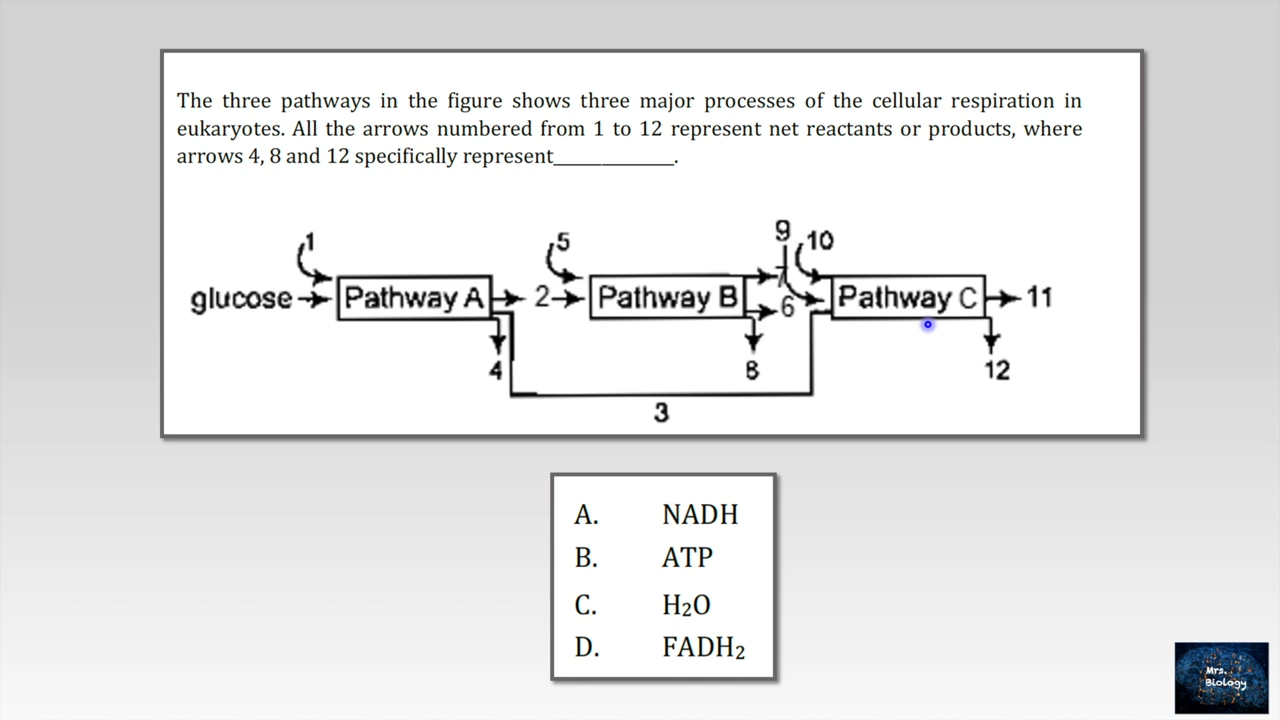 The three pathways in the figure shows three major processes of the cellular respiration in
eukaryotes. All the arrows numbered from 1 to 12 represent net reactants or products, where
arrows 4, 8 and 12 specifically represent_____________.
9
1 5 10
7
glucose Pathway A 2 Pathway B 6 Pathway C 11
4 8 12
3
A. NADH
B. ATP
C. H₂O
D. FADH₂
Mrs.
Biology